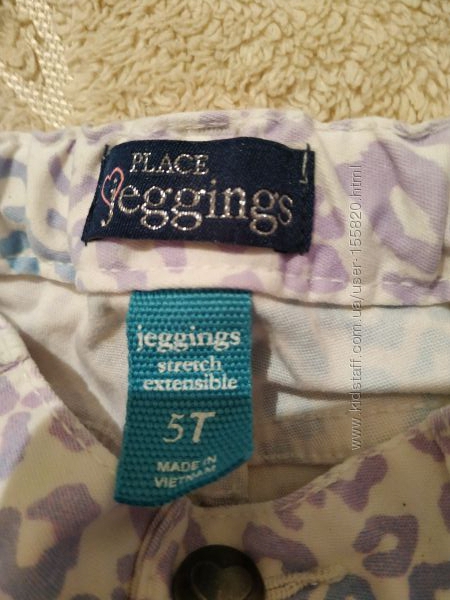 PLACE
jeggings
jeggings
stretch
extensible
5T
MADE IN
VIETNAM
www.kidstaff.com.ua/user-155820.html